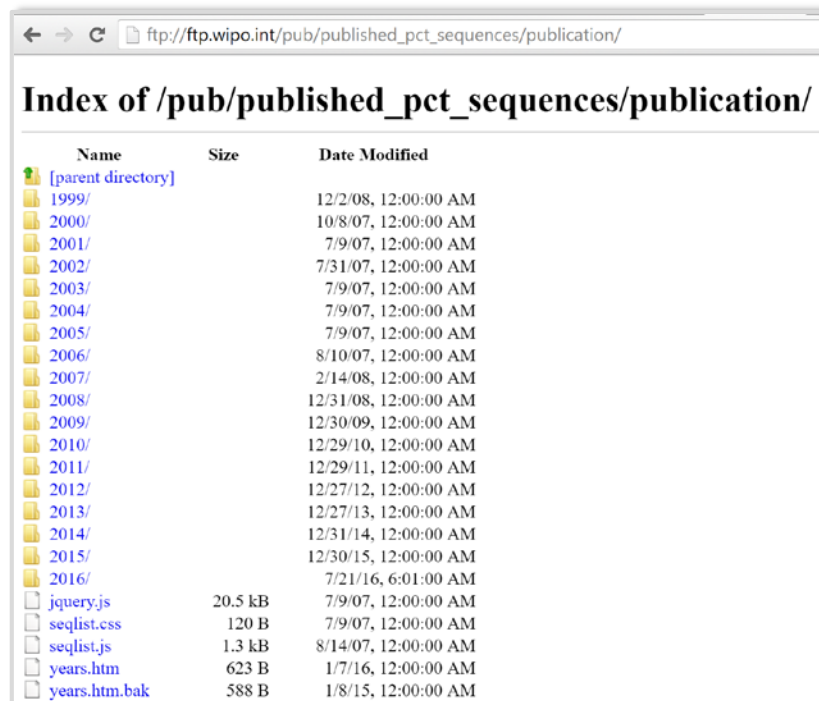 ftp://ftp.wipo.int/pub/published_pct_sequences/publication/
Index of /pub/published_pct_sequences/publication/
Name Size Date Modified
[parent directory]
1999/ 12/2/08, 12:00:00 AM
2000/ 10/8/07, 12:00:00 AM
2001/ 7/9/07, 12:00:00 AM
2002/ 7/31/07, 12:00:00 AM
2003/ 7/9/07, 12:00:00 AM
2004/ 7/9/07, 12:00:00 AM
2005/ 7/9/07, 12:00:00 AM
2006/ 8/10/07, 12:00:00 AM
2007/ 2/14/08, 12:00:00 AM
2008/ 12/31/08, 12:00:00 AM
2009/ 12/30/09, 12:00:00 AM
2010/ 12/29/10, 12:00:00 AM
2011/ 12/29/11, 12:00:00 AM
2012/ 12/27/12, 12:00:00 AM
2013/ 12/27/13, 12:00:00 AM
2014/ 12/31/14, 12:00:00 AM
2015/ 12/30/15, 12:00:00 AM
2016/ 7/21/16, 6:01:00 AM
jquery.js 20.5 kB 7/9/07, 12:00:00 AM
seqlist.css 120 B 7/9/07, 12:00:00 AM
seqlist.js 1.3 kB 8/14/07, 12:00:00 AM
years.htm 623 B 1/7/16, 12:00:00 AM
years.htm.bak 588 B 1/8/15, 12:00:00 AM